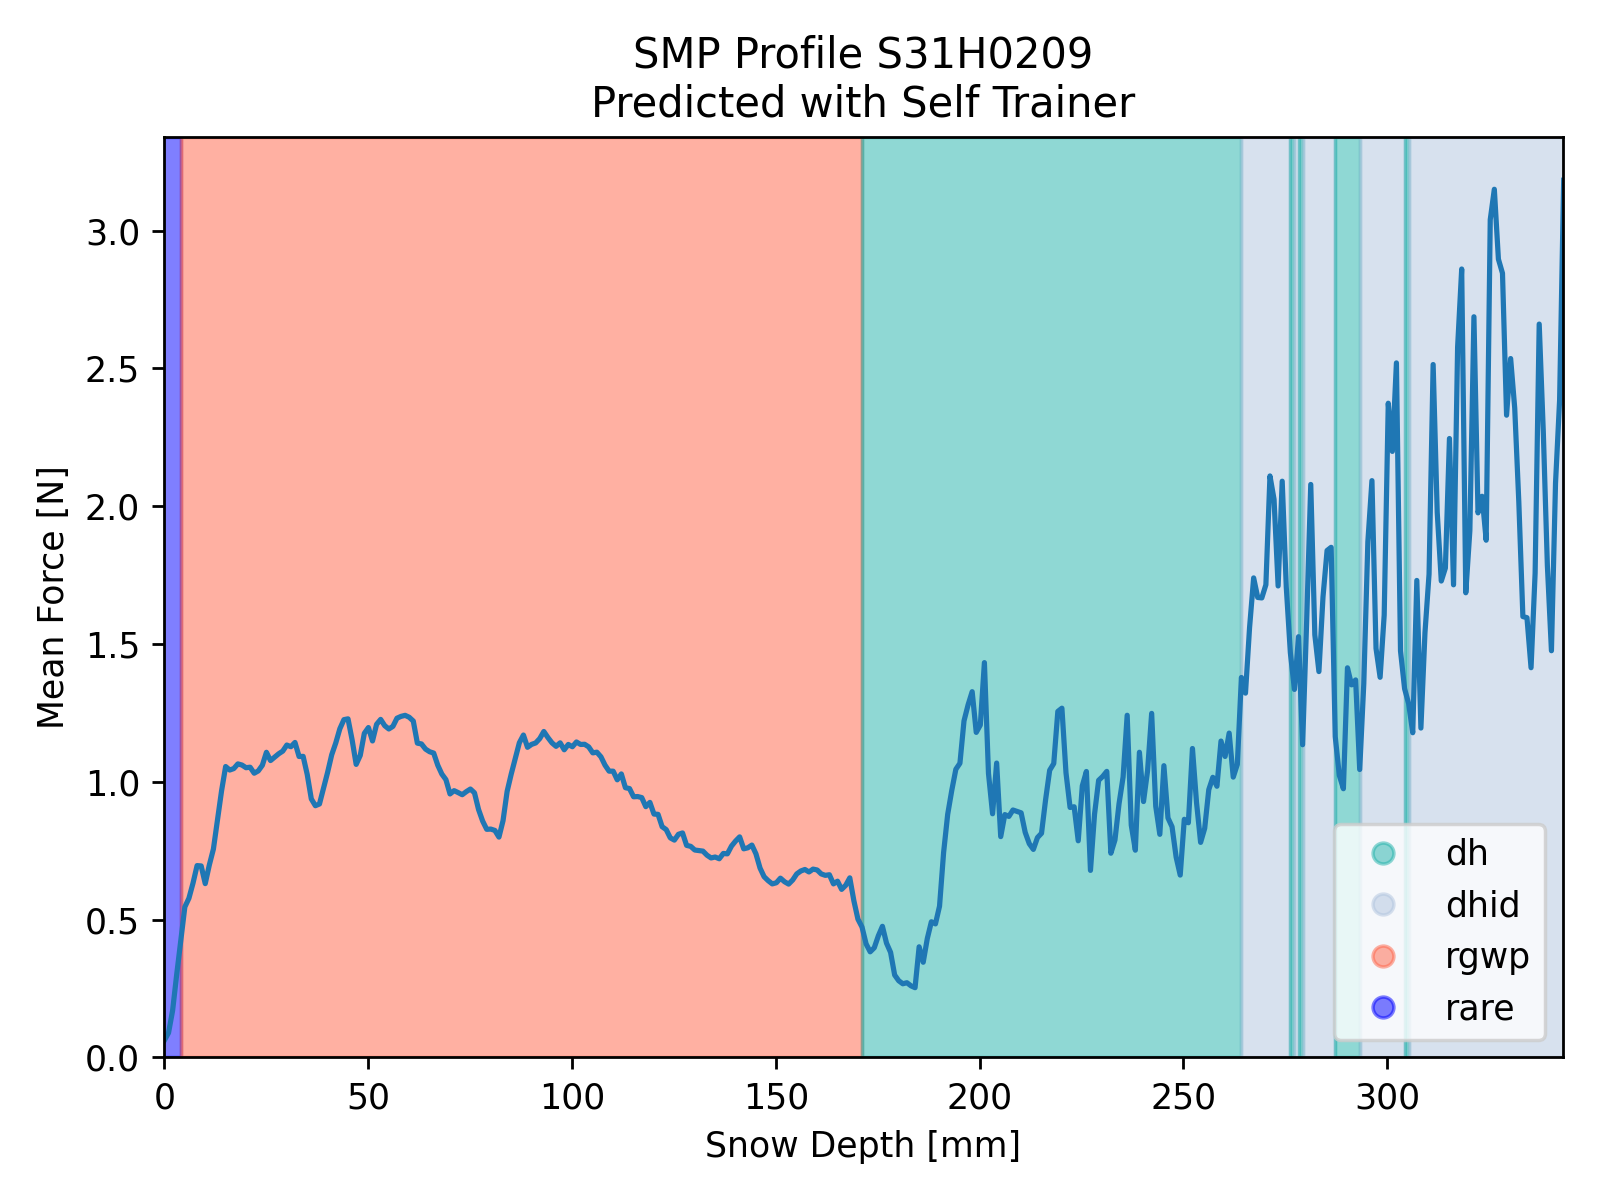 SMP Profile S31H0209
Predicted with Self Trainer
Mean Force [N]
3.0
2.5
2.0
1.5
1.0
0.5
0.0
0
50
100
150
200
250
300
Snow Depth [mm]
dh
dhid
rgwp
rare